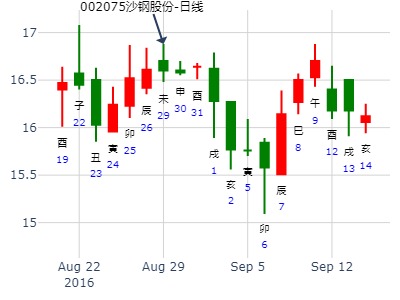 002075沙钢股份-日线
17
16.5
16
15.5
15
酉
19
子
22
丑
23
寅
24
卯
25
辰
26
未
29
申
30
酉
31
戌
1
亥
2
寅
5
卯
6
辰
7
巳
8
午
9
酉
12
戌
13
亥
14
Aug 22
2016
Aug 29
Sep 5
Sep 12